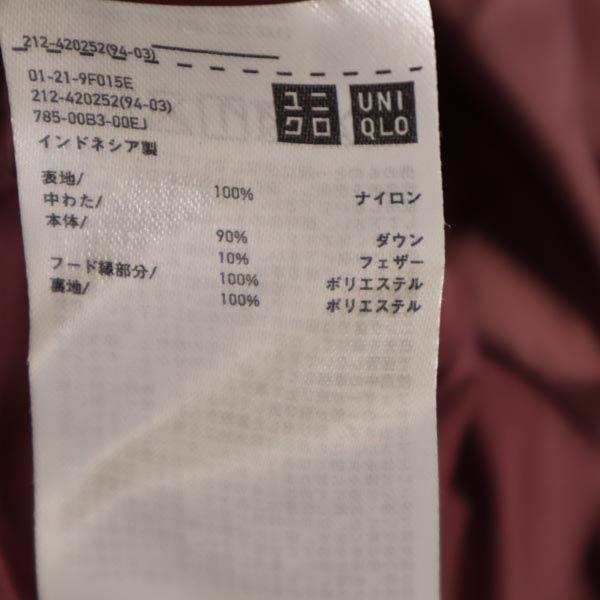 212-420252(94-03)
01-21-9F015E
212-420252(94-03)
785-00B3-00EJ
インドネシア製
ユニ
クロ
UNI
QLO
表地/ 100% ナイロン
中わた/
本体/
90% ダウン
10% フェザー
フード縁部分/ 100% ポリエステル
裏地/ 100% ポリエステル